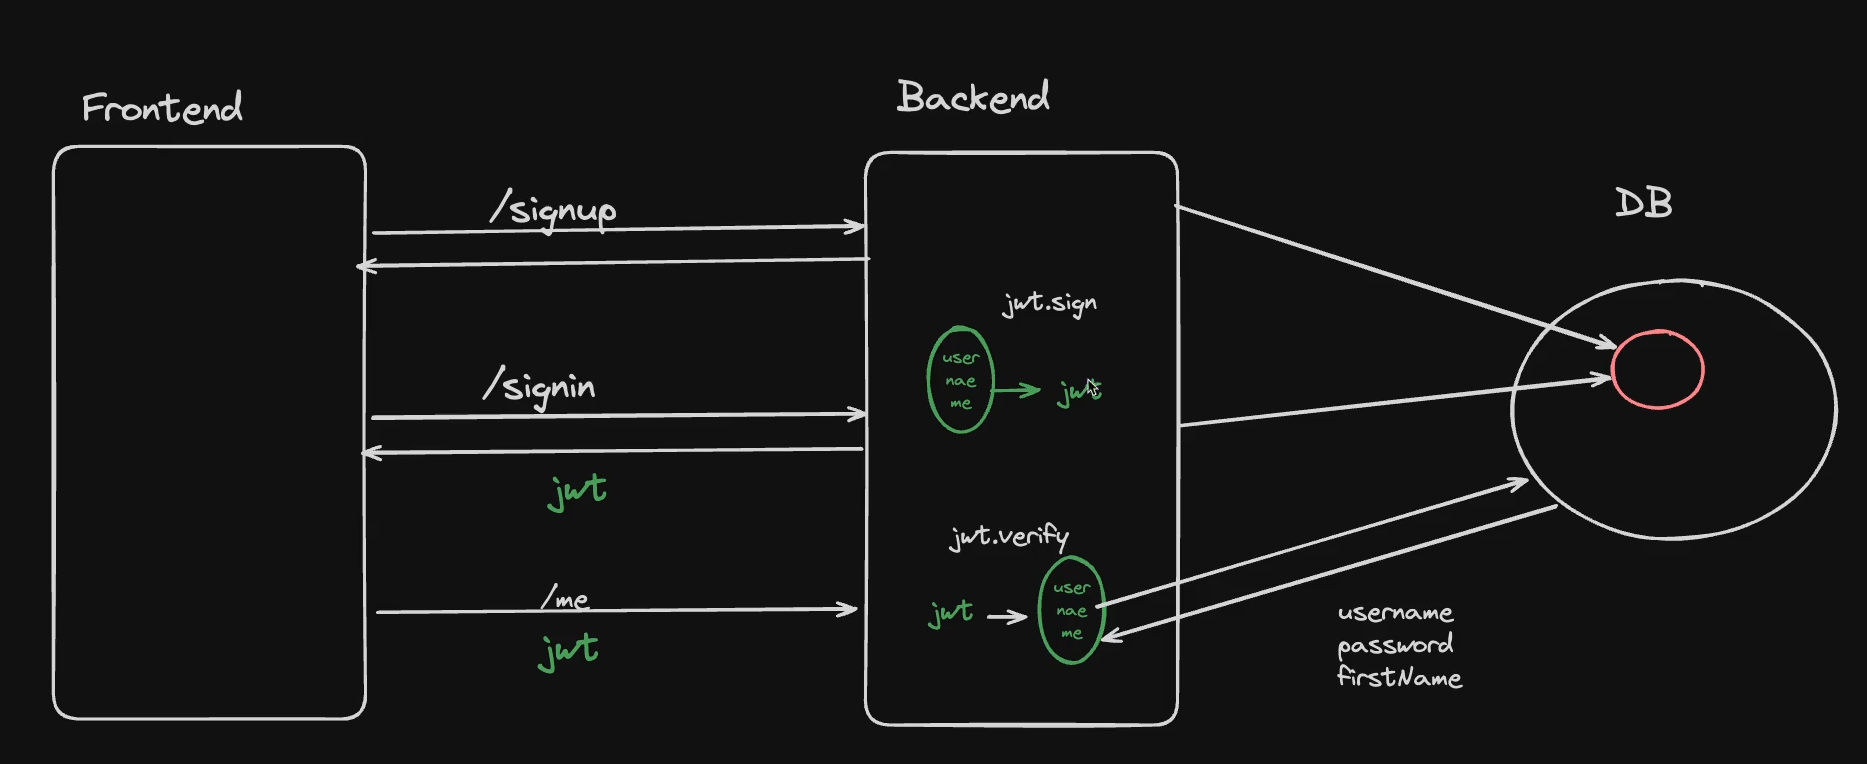 Frontend
Backend
DB
/signup
jwt.sign
user
nae
me
jwt
/signin
jwt
jwt.verify
/me
jwt
jwt
user
nae
me
username
password
firstName